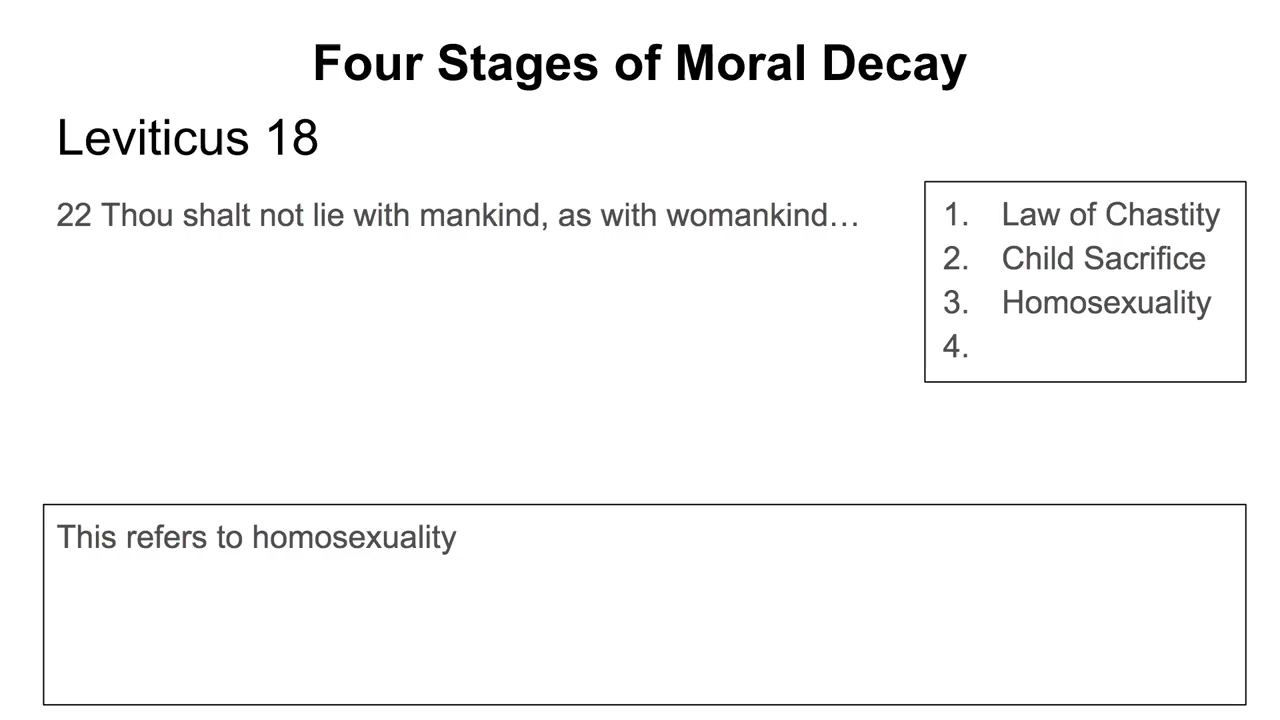 Four Stages of Moral Decay
Leviticus 18
22 Thou shalt not lie with mankind, as with womankind…
1. Law of Chastity
2. Child Sacrifice
3. Homosexuality
4.
This refers to homosexuality